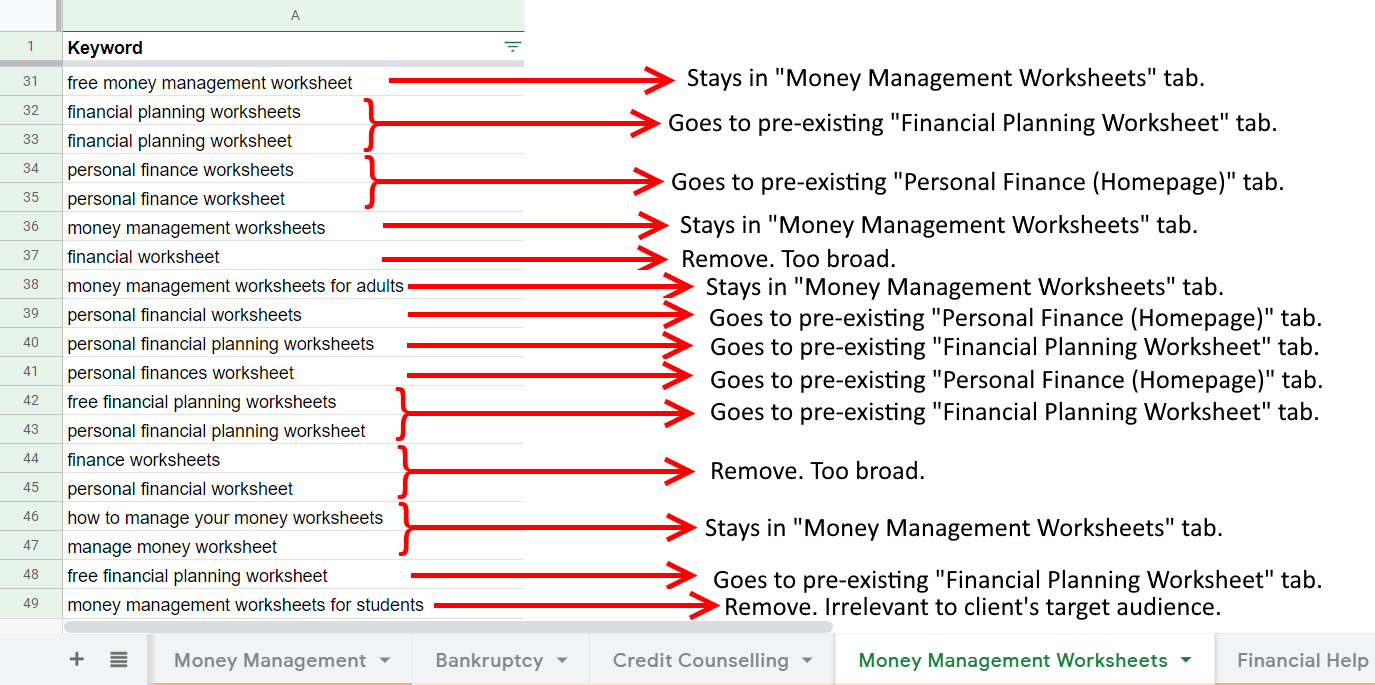 A
1 Keyword
31 free money management worksheet Stays in "Money Management Worksheets" tab.
32 financial planning worksheets
Goes to pre-existing "Financial Planning Worksheet" tab.
33 financial planning worksheet
34 personal finance worksheets
Goes to pre-existing "Personal Finance (Homepage)" tab.
35 personal finance worksheet
36 money management worksheets Stays in "Money Management Worksheets" tab.
37 financial worksheet Remove. Too broad.
38 money management worksheets for adults Stays in "Money Management Worksheets" tab.
39 personal financial worksheets Goes to pre-existing "Personal Finance (Homepage)" tab.
40 personal financial planning worksheets Goes to pre-existing "Financial Planning Worksheet" tab.
41 personal finances worksheet Goes to pre-existing "Personal Finance (Homepage)" tab.
42 free financial planning worksheets
Goes to pre-existing "Financial Planning Worksheet" tab.
43 personal financial planning worksheet
44 finance worksheets
Remove. Too broad.
45 personal financial worksheet
46 how to manage your money worksheets
Stays in "Money Management Worksheets" tab.
47 manage money worksheet
48 free financial planning worksheet Goes to pre-existing "Financial Planning Worksheet" tab.
49 money management worksheets for students Remove. Irrelevant to client's target audience.
+ Money Management Bankruptcy Credit Counselling Money Management Worksheets Financial Help